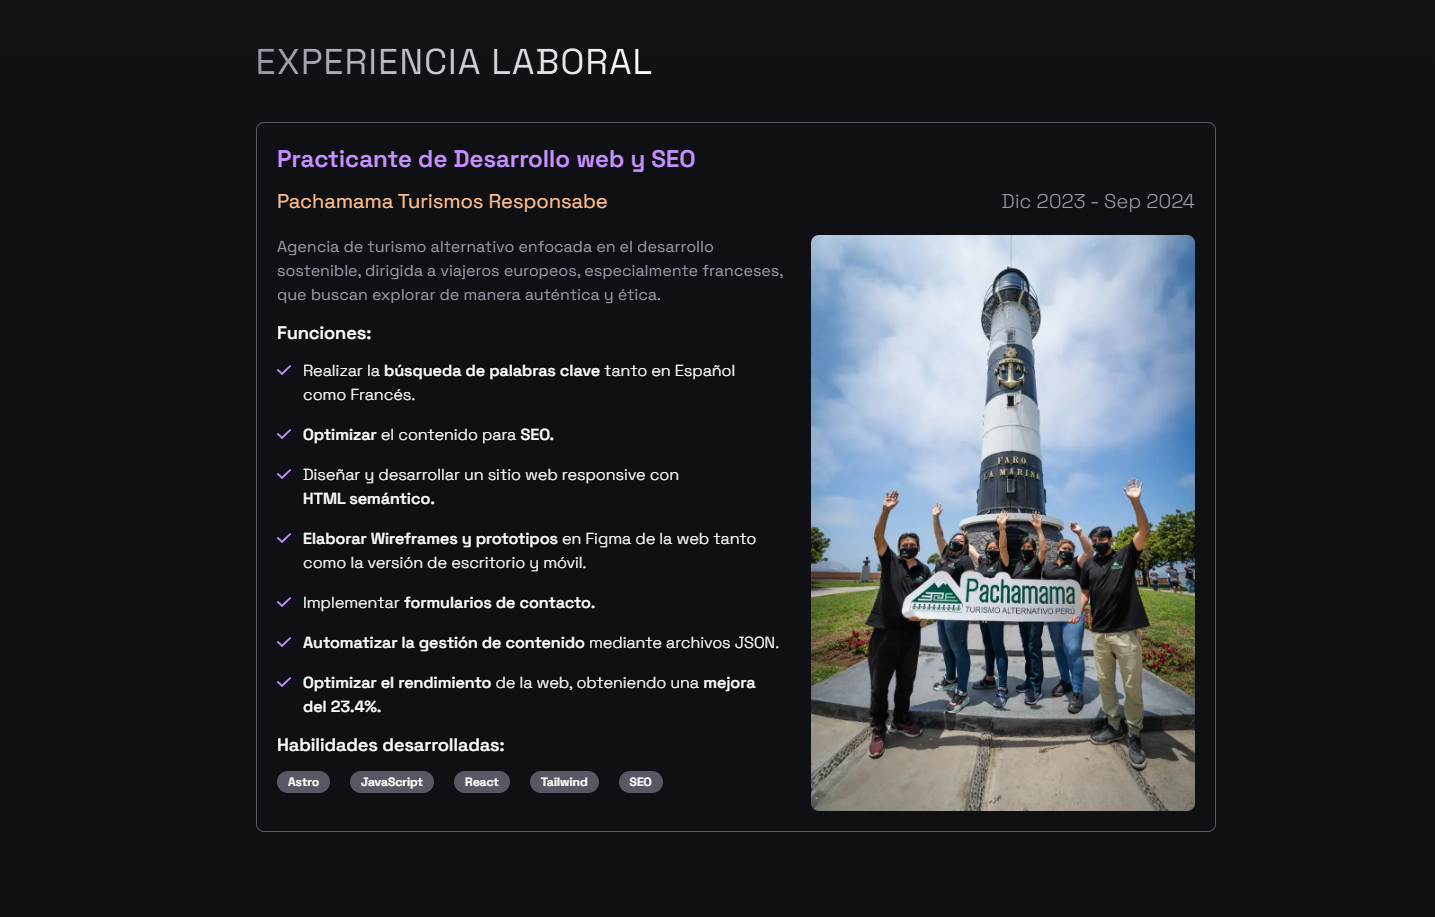 EXPERIENCIA LABORAL
Practicante de Desarrollo web y SEO
Pachamama Turismos Responsabe
Dic 2023 - Sep 2024
Agencia de turismo alternativo enfocada en el desarrollo
sostenible, dirigida a viajeros europeos, especialmente franceses,
que buscan explorar de manera auténtica y ética.
Funciones:
Realizar la búsqueda de palabras clave tanto en Español
como Francés.
Optimizar el contenido para SEO.
Diseñar y desarrollar un sitio web responsive con
HTML semántico.
Elaborar Wireframes y prototipos en Figma de la web tanto
como la versión de escritorio y móvil.
Implementar formularios de contacto.
Automatizar la gestión de contenido mediante archivos JSON.
Optimizar el rendimiento de la web, obteniendo una mejora
del 23.4%.
Habilidades desarrolladas:
Astro JavaScript React Tailwind SEO
FARO
LA MARINA
Pachamama
TURISMO ALTERNATIVO PERÚ